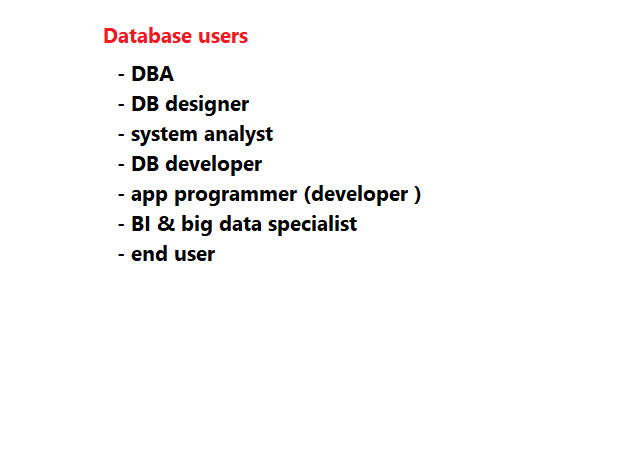 Database users
- DBA
- DB designer
- system analyst
- DB developer
- app programmer (developer )
- BI & big data specialist
- end user